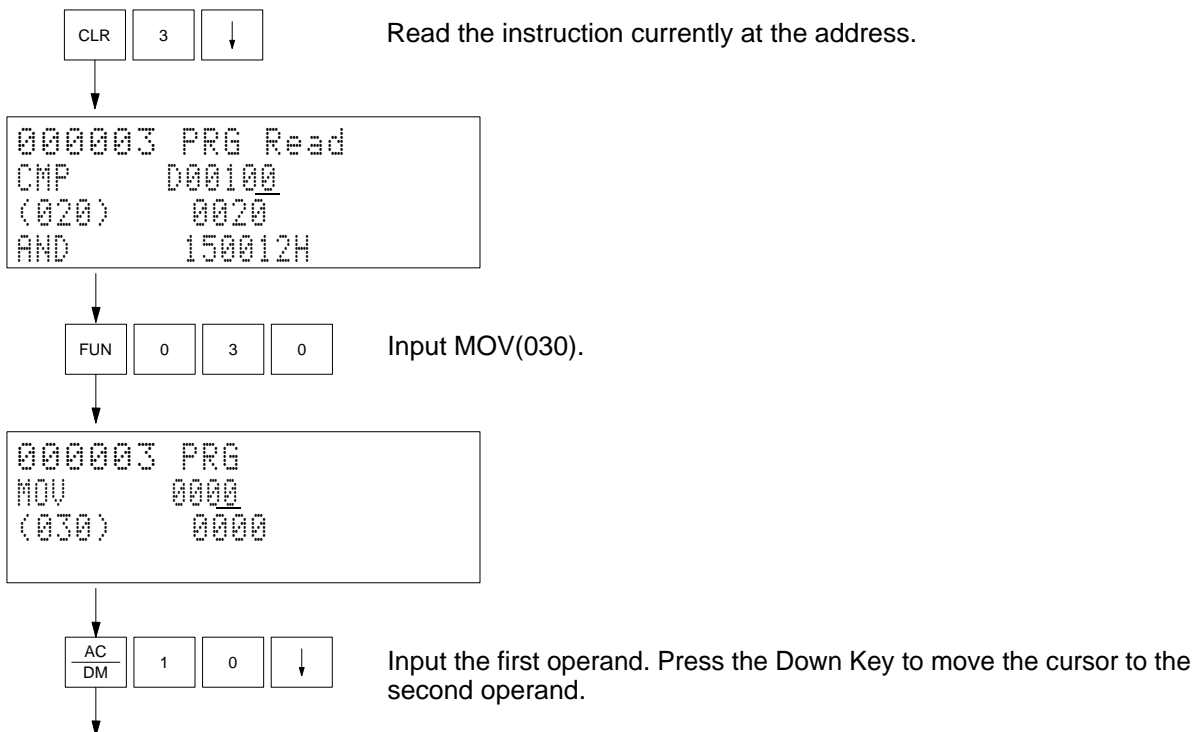 CLR 3 Read the instruction currently at the address.
000003 PRG Read
CMP D00100
(020) 0020
AND 150012H
FUN 0 3 0 Input MOV(030).
000003 PRG
MOV 0000
(030) 0000
AC
DM 1 0 Input the first operand. Press the Down Key to move the cursor to the
second operand.